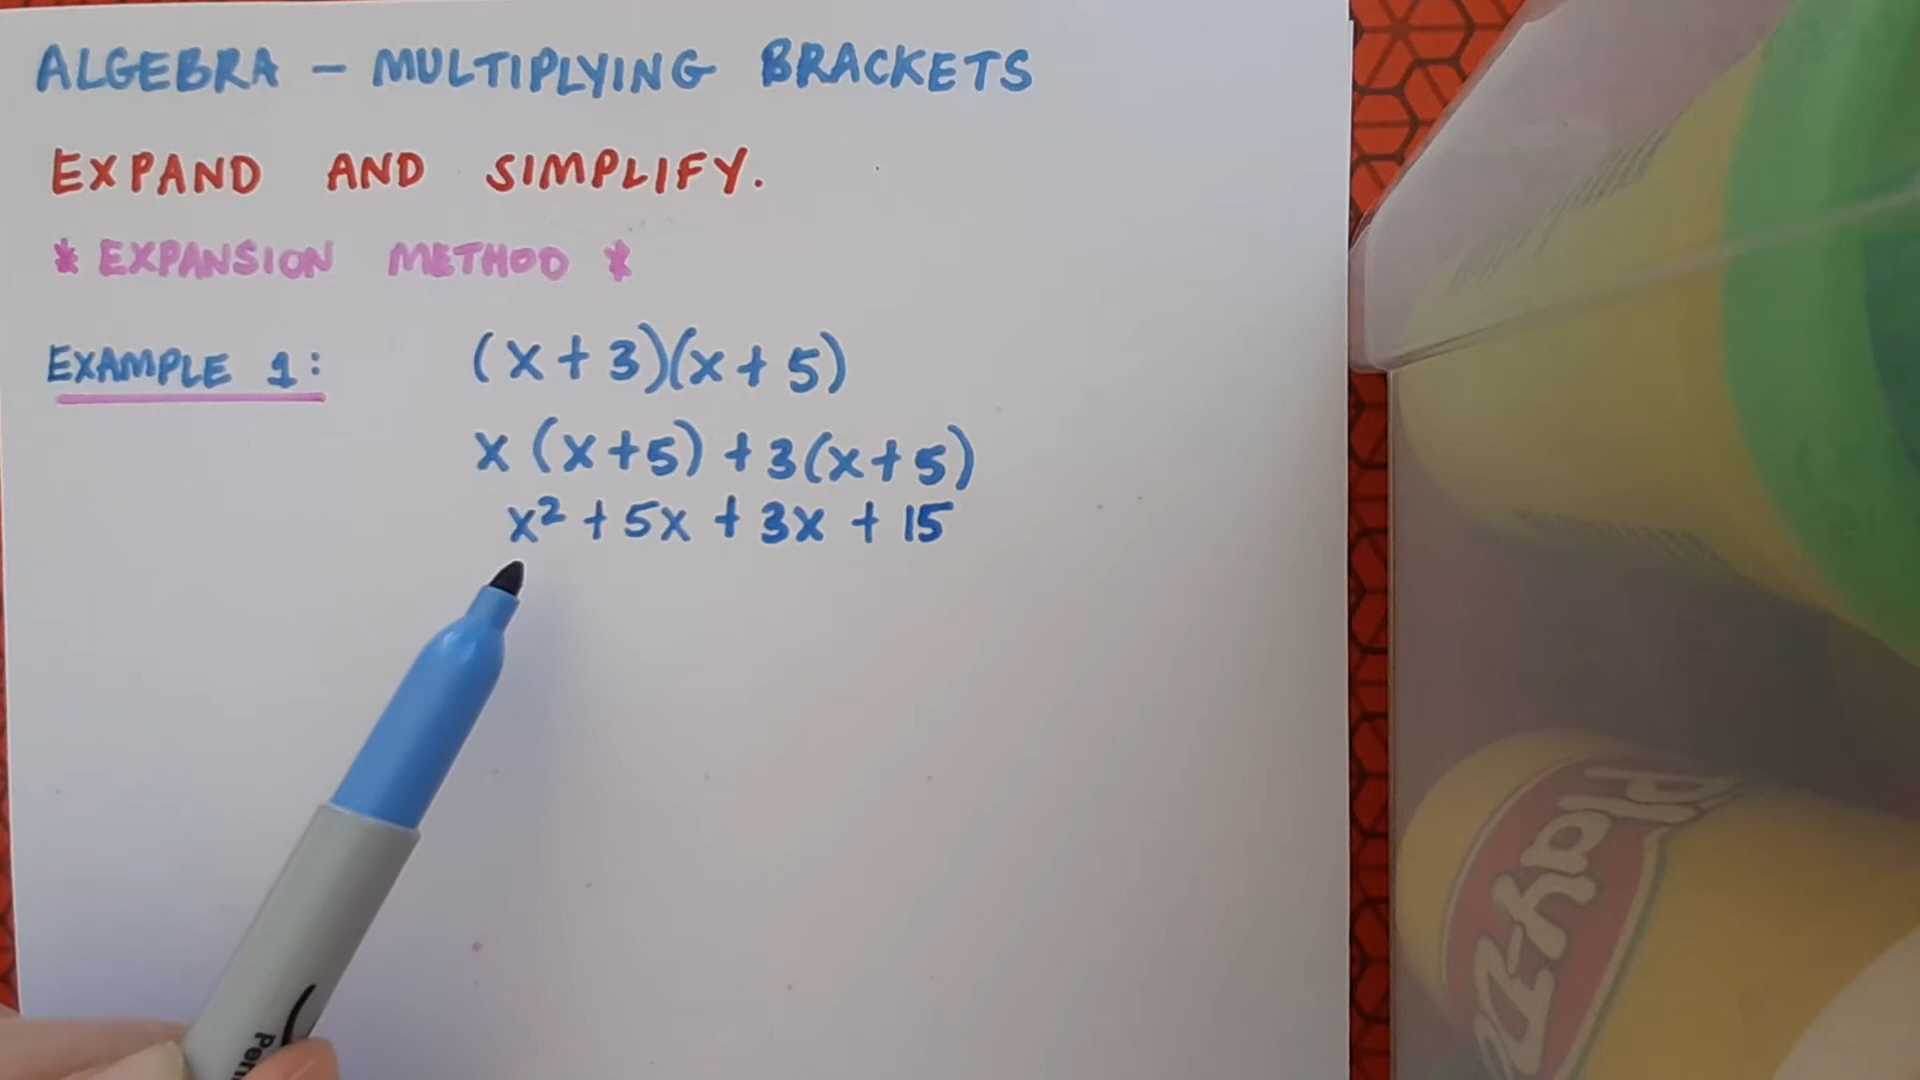 ALGEBRA – MULTIPLYING BRACKETS
EXPAND AND SIMPLIFY.
* EXPANSION METHOD *
EXAMPLE 1: (x + 3)(x + 5)
x (x+5) + 3(x+5)
x² + 5x + 3x + 15
Play-D